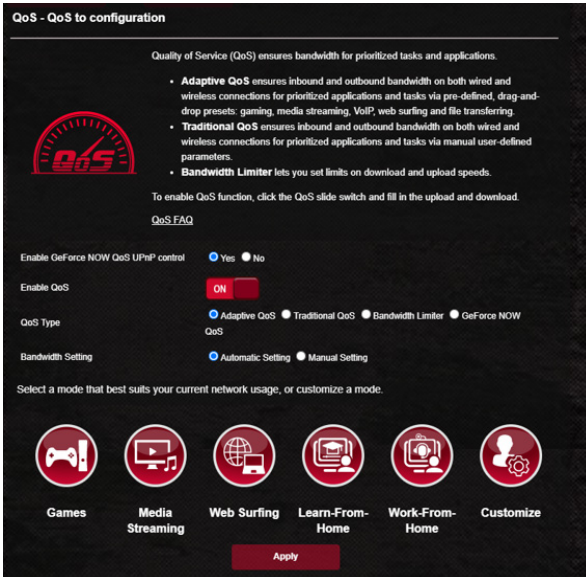 QoS - QoS to configuration
Quality of Service (QoS) ensures bandwidth for prioritized tasks and applications.
• Adaptive QoS ensures inbound and outbound bandwidth on both wired and
wireless connections for prioritized applications and tasks via pre-defined, drag-and-
drop presets: gaming, media streaming, VoIP, web surfing and file transferring.
• Traditional QoS ensures inbound and outbound bandwidth on both wired and
wireless connections for prioritized applications and tasks via manual user-defined
parameters.
• Bandwidth Limiter lets you set limits on download and upload speeds.
QoS
To enable QoS function, click the QoS slide switch and fill in the upload and download.
QoS FAQ
Enable GeForce NOW QoS UPnP control Yes No
Enable QoS ON
QoS Type Adaptive QoS Traditional QoS Bandwidth Limiter GeForce NOW
QoS
Bandwidth Setting Automatic Setting Manual Setting
Select a mode that best suits your current network usage, or customize a mode.
Games Media Web Surfing Learn-From- Work-From- Customize
Streaming Home Home
Apply